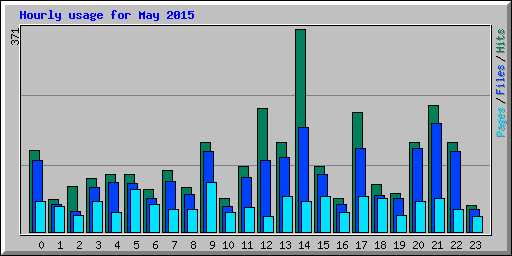 Hourly usage for May 2015
371
Pages / Files / Hits
0 1 2 3 4 5 6 7 8 9 10 11 12 13 14 15 16 17 18 19 20 21 22 23